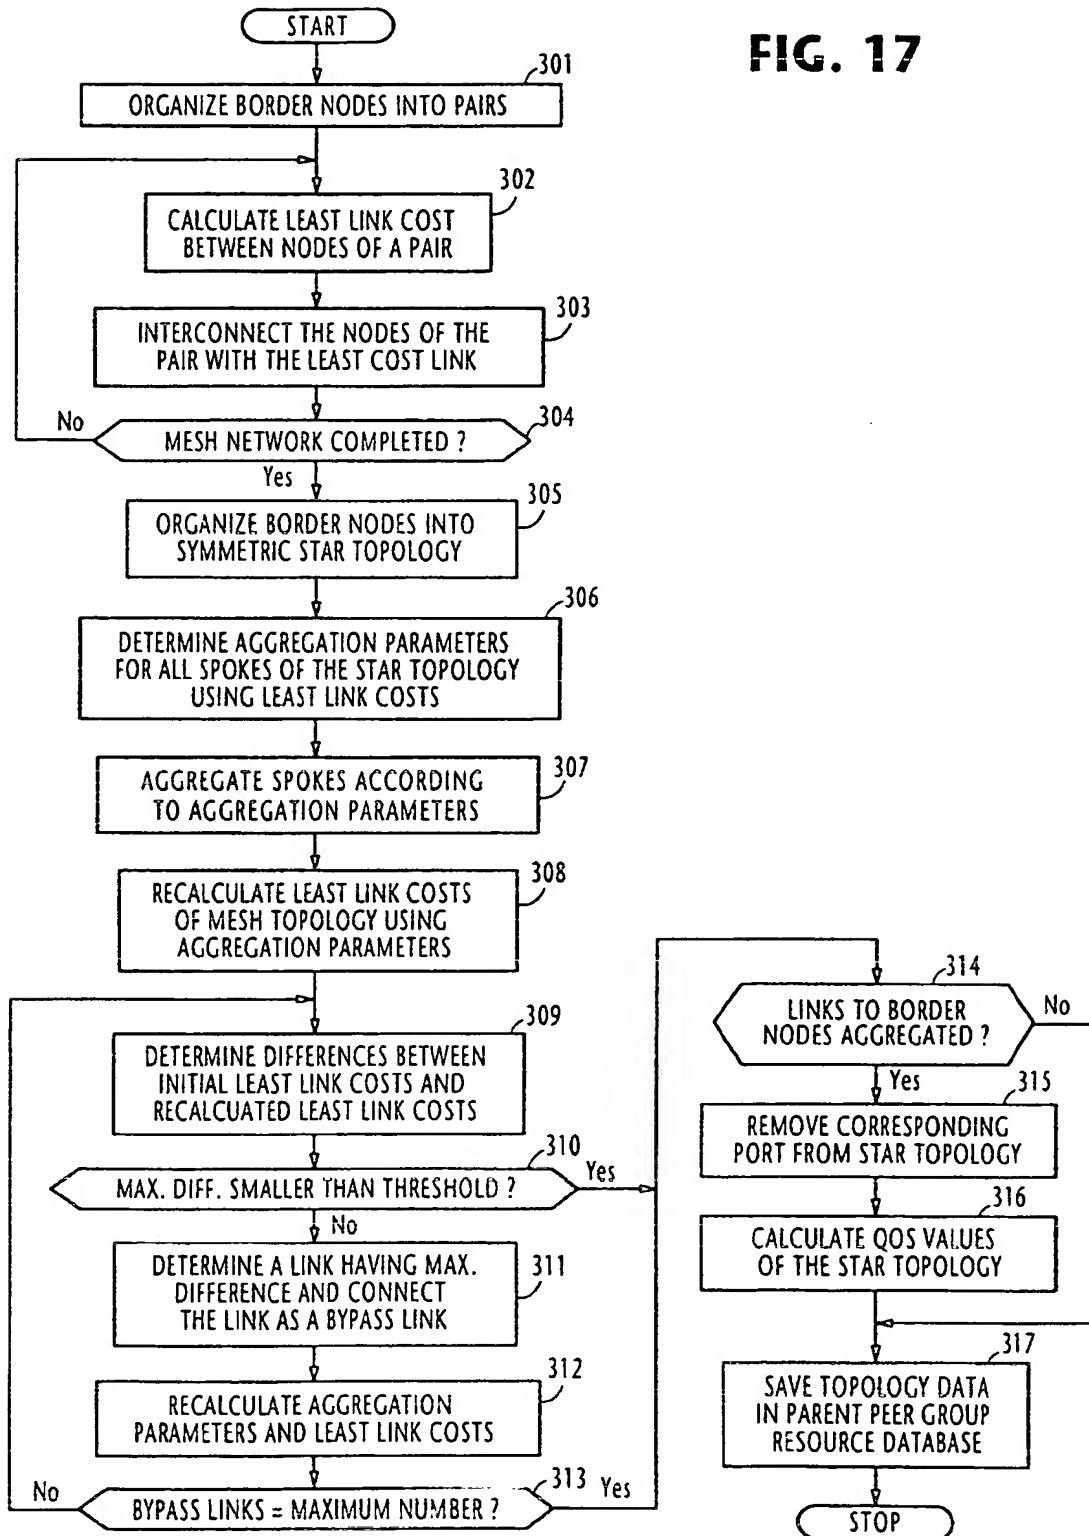 FIG. 17
START
301
ORGANIZE BORDER NODES INTO PAIRS
302
CALCULATE LEAST LINK COST
BETWEEN NODES OF A PAIR
303
INTERCONNECT THE NODES OF THE
PAIR WITH THE LEAST COST LINK
304
No
MESH NETWORK COMPLETED ?
Yes
305
ORGANIZE BORDER NODES INTO
SYMMETRIC STAR TOPOLOGY
306
DETERMINE AGGREGATION PARAMETERS
FOR ALL SPOKES OF THE STAR TOPOLOGY
USING LEAST LINK COSTS
307
AGGREGATE SPOKES ACCORDING
TO AGGREGATION PARAMETERS
308
RECALCULATE LEAST LINK COSTS
OF MESH TOPOLOGY USING
AGGREGATION PARAMETERS
309
DETERMINE DIFFERENCES BETWEEN
INITIAL LEAST LINK COSTS AND
RECALCUATED LEAST LINK COSTS
310
MAX. DIFF. SMALLER THAN THRESHOLD ?
Yes
No
311
DETERMINE A LINK HAVING MAX.
DIFFERENCE AND CONNECT
THE LINK AS A BYPASS LINK
312
RECALCULATE AGGREGATION
PARAMETERS AND LEAST LINK COSTS
313
No
BYPASS LINKS = MAXIMUM NUMBER ?
Yes
314
LINKS TO BORDER
NODES AGGREGATED ?
No
Yes
315
REMOVE CORRESPONDING
PORT FROM STAR TOPOLOGY
316
CALCULATE QOS VALUES
OF THE STAR TOPOLOGY
317
SAVE TOPOLOGY DATA
IN PARENT PEER GROUP
RESOURCE DATABASE
STOP